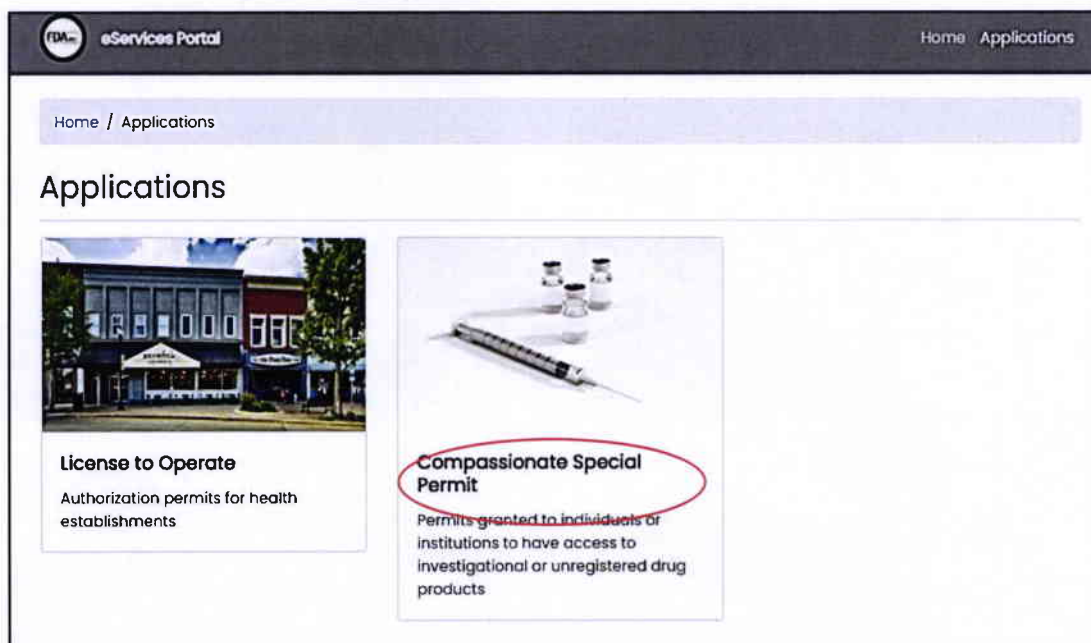 FDA
eServices Portal
Home Applications
Home / Applications
Applications
License to Operate
Authorization permits for health
establishments
Compassionate Special
Permit
Permits granted to individuals or
institutions to have access to
investigational or unregistered drug
products